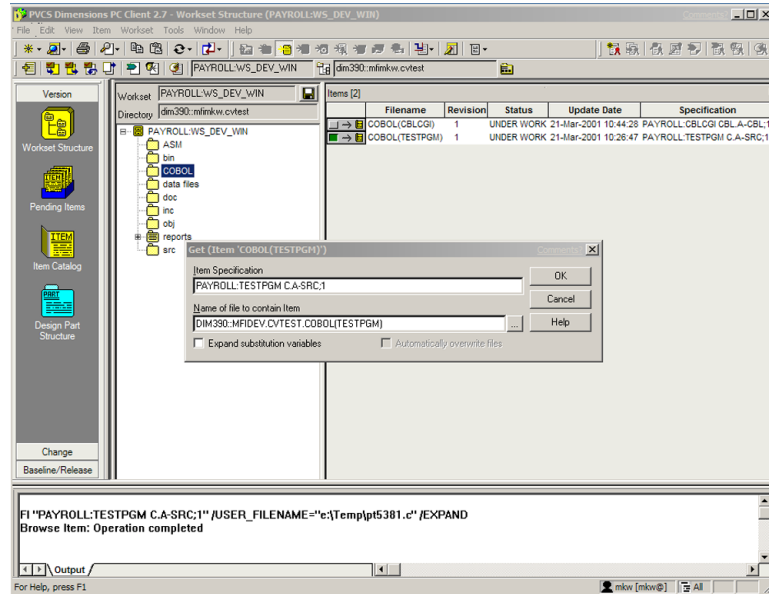 PVCS Dimensions PC Client 2.7 - Workset Structure (PAYROLL:WS_DEV_WIN)
Comments?
File Edit View Item Workset Tools Window Help
PAYROLL:WS_DEV_WIN
dim390::mfimkw.cvtest
Version
Workset Structure
Pending Items
Item Catalog
Design Part
Structure
Change
Baseline/Release
Workset PAYROLL:WS_DEV_WIN
Directory dim390::mfimkw.cvtest
PAYROLL:WS_DEV_WIN
ASM
bin
COBOL
data files
doc
inc
obj
reports
src
Items [2]
Filename Revision Status Update Date Specification
COBOL(CBLCGI) 1 UNDER WORK 21-Mar-2001 10:44:28 PAYROLL:CBLCGI CBL.A-CBL;1
COBOL(TESTPGM) 1 UNDER WORK 21-Mar-2001 10:26:47 PAYROLL:TESTPGM C.A-SRC;1
Get (Item 'COBOL(TESTPGM)')
Comments?
Item Specification
PAYROLL:TESTPGM C.A-SRC;1
Name of file to contain Item
DIM390::MFIDEV.CVTEST.COBOL(TESTPGM)
...
Expand substitution variables
Automatically overwrite files
OK
Cancel
Help
FI "PAYROLL:TESTPGM C.A-SRC;1" /USER_FILENAME="e:\Temp\pt5381.c" /EXPAND
Browse Item: Operation completed
Output
For Help, press F1
mkw [mkw@]
All